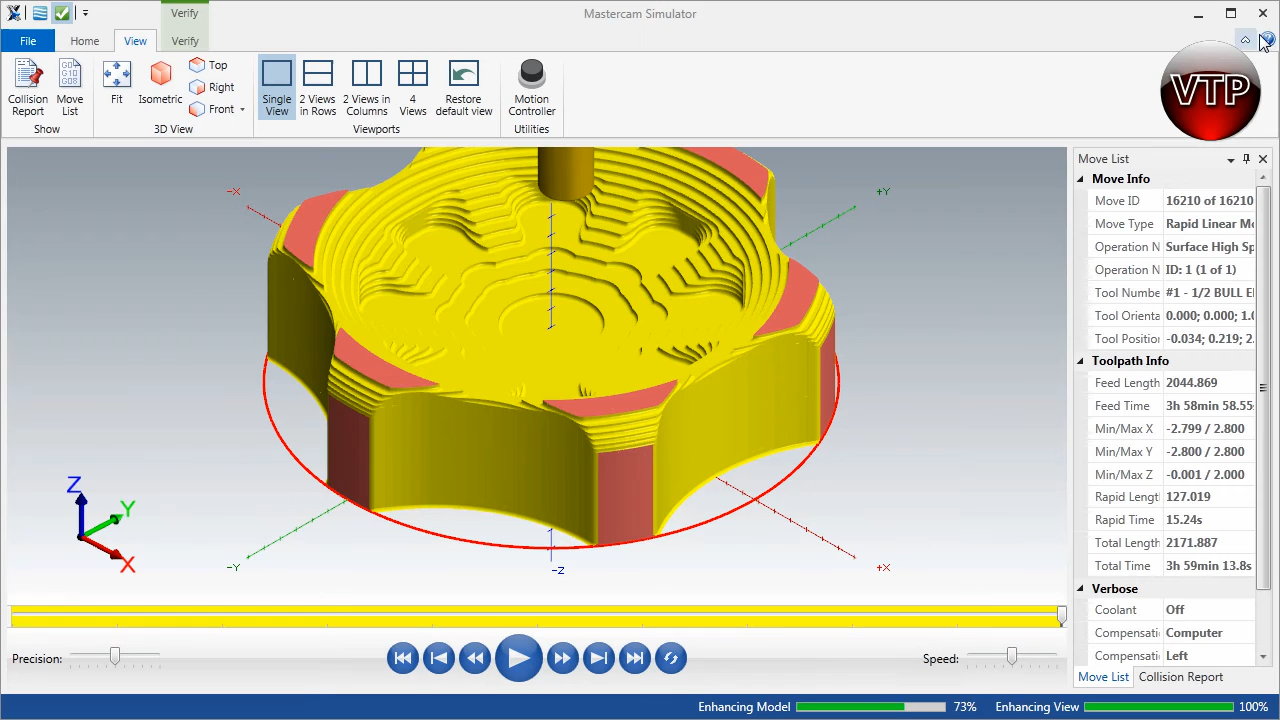 Verify
Mastercam Simulator
File
Home
View
Verify
Collision Report
Move List
Show
Fit
Isometric
Top
Right
Front
3D View
Single View
2 Views in Rows
2 Views in Columns
4 Views
Restore default view
Viewports
Motion Controller
Utilities
VTP
-X
+Y
-Y
-Z
+X
Z
Y
X
Move List
Move Info
Move ID 16210 of 16210
Move Type Rapid Linear Mo
Operation N Surface High Sp
Operation N ID: 1 (1 of 1)
Tool Numbe #1 - 1/2 BULL E
Tool Orienta 0.000; 0.000; 1.0
Tool Position -0.034; 0.219; 2.
Toolpath Info
Feed Length 2044.869
Feed Time 3h 58min 58.55s
Min/Max X -2.799 / 2.800
Min/Max Y -2.800 / 2.800
Min/Max Z -0.001 / 2.000
Rapid Lengt 127.019
Rapid Time 15.24s
Total Length 2171.887
Total Time 3h 59min 13.8s
Verbose
Coolant Off
Compensati Computer
Compensati Left
Move List
Collision Report
Precision:
Speed:
Enhancing Model 73%
Enhancing View 100%